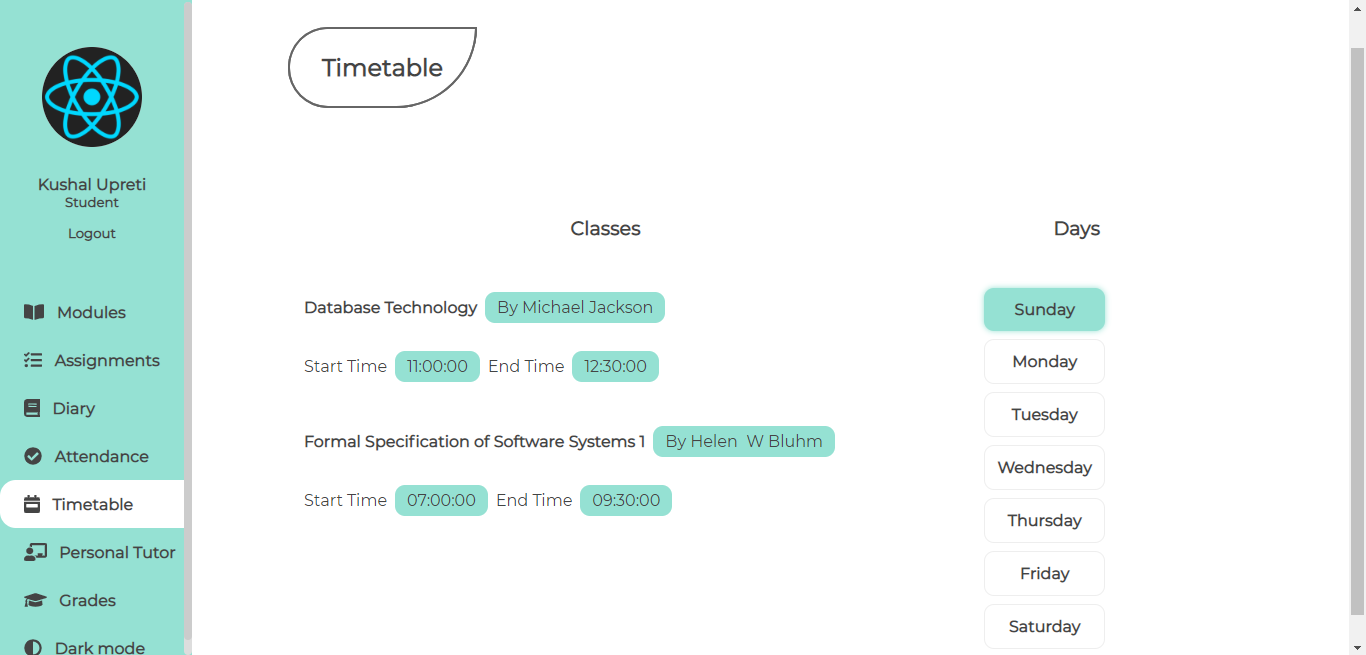 Kushal Upreti
Student
Logout
Modules
Assignments
Diary
Attendance
Timetable
Personal Tutor
Grades
Dark mode
Timetable
Classes
Database Technology By Michael Jackson
Start Time 11:00:00 End Time 12:30:00
Formal Specification of Software Systems 1 By Helen  W Bluhm
Start Time 07:00:00 End Time 09:30:00
Days
Sunday
Monday
Tuesday
Wednesday
Thursday
Friday
Saturday